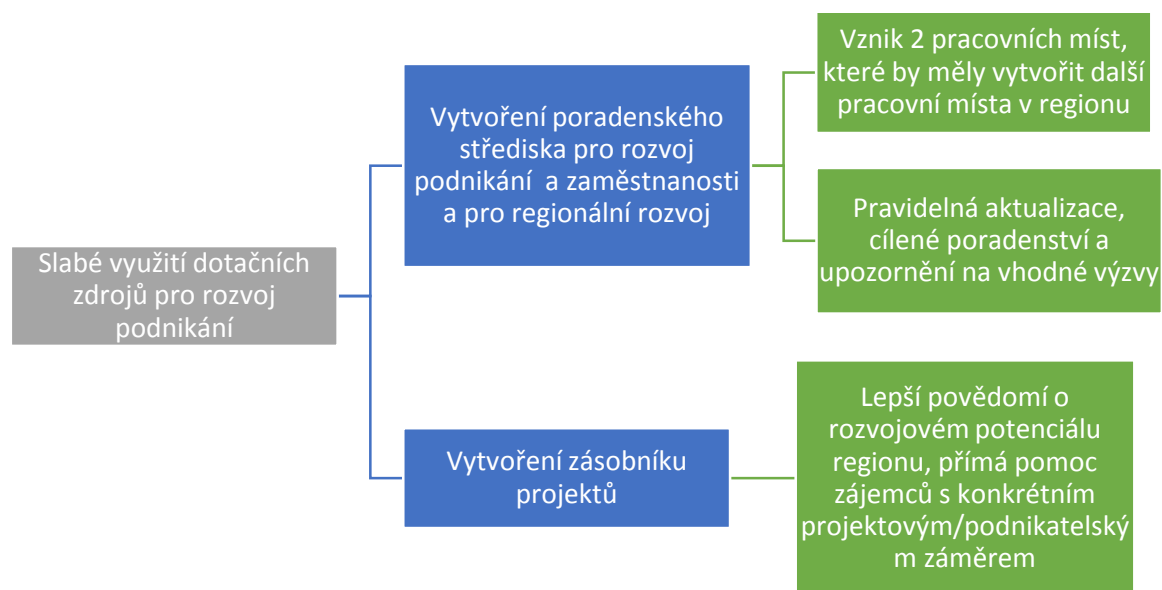 Slabé využití dotačních
zdrojů pro rozvoj
podnikání
Vytvoření poradenského
střediska pro rozvoj
podnikání  a zaměstnanosti
a pro regionální rozvoj
Vznik 2 pracovních míst,
které by měly vytvořit další
pracovní místa v regionu
Pravidelná aktualizace,
cílené poradenství a
upozornění na vhodné výzvy
Vytvoření zásobníku
projektů
Lepší povědomí o
rozvojovém potenciálu
regionu, přímá pomoc
zájemců s konkrétním
projektovým/podnikatelský
m záměrem